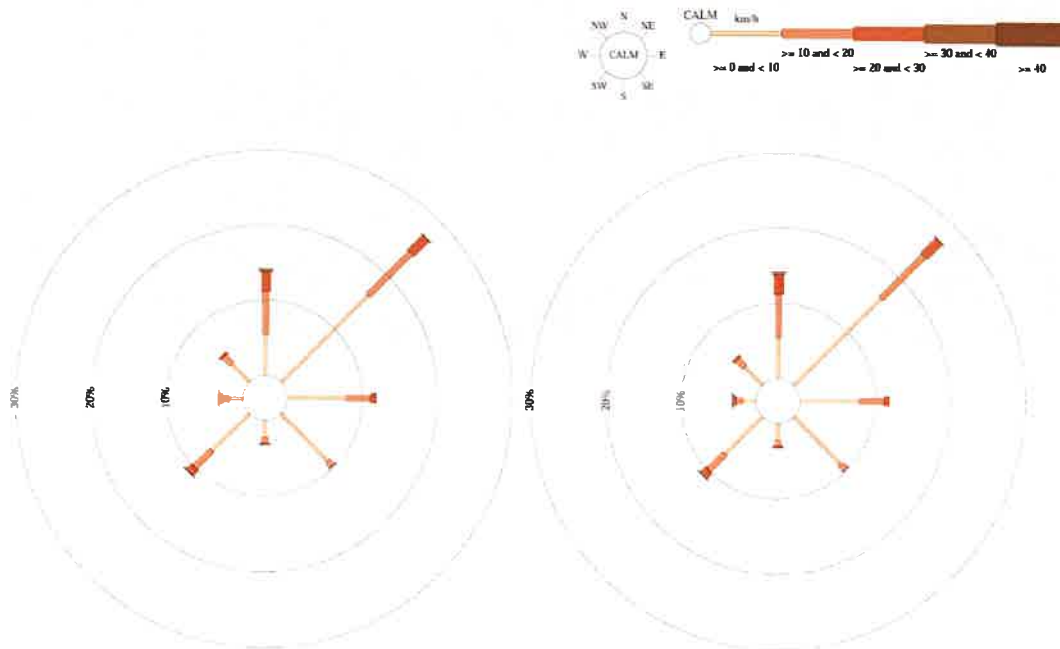 N
NW NE
W CALM E
SW SE
S
CALM km/h
>= 10 and < 20 >= 30 and < 40
>= 0 and < 10 >= 20 and < 30 >= 40
30% 20% 10%
30% 20% 10%